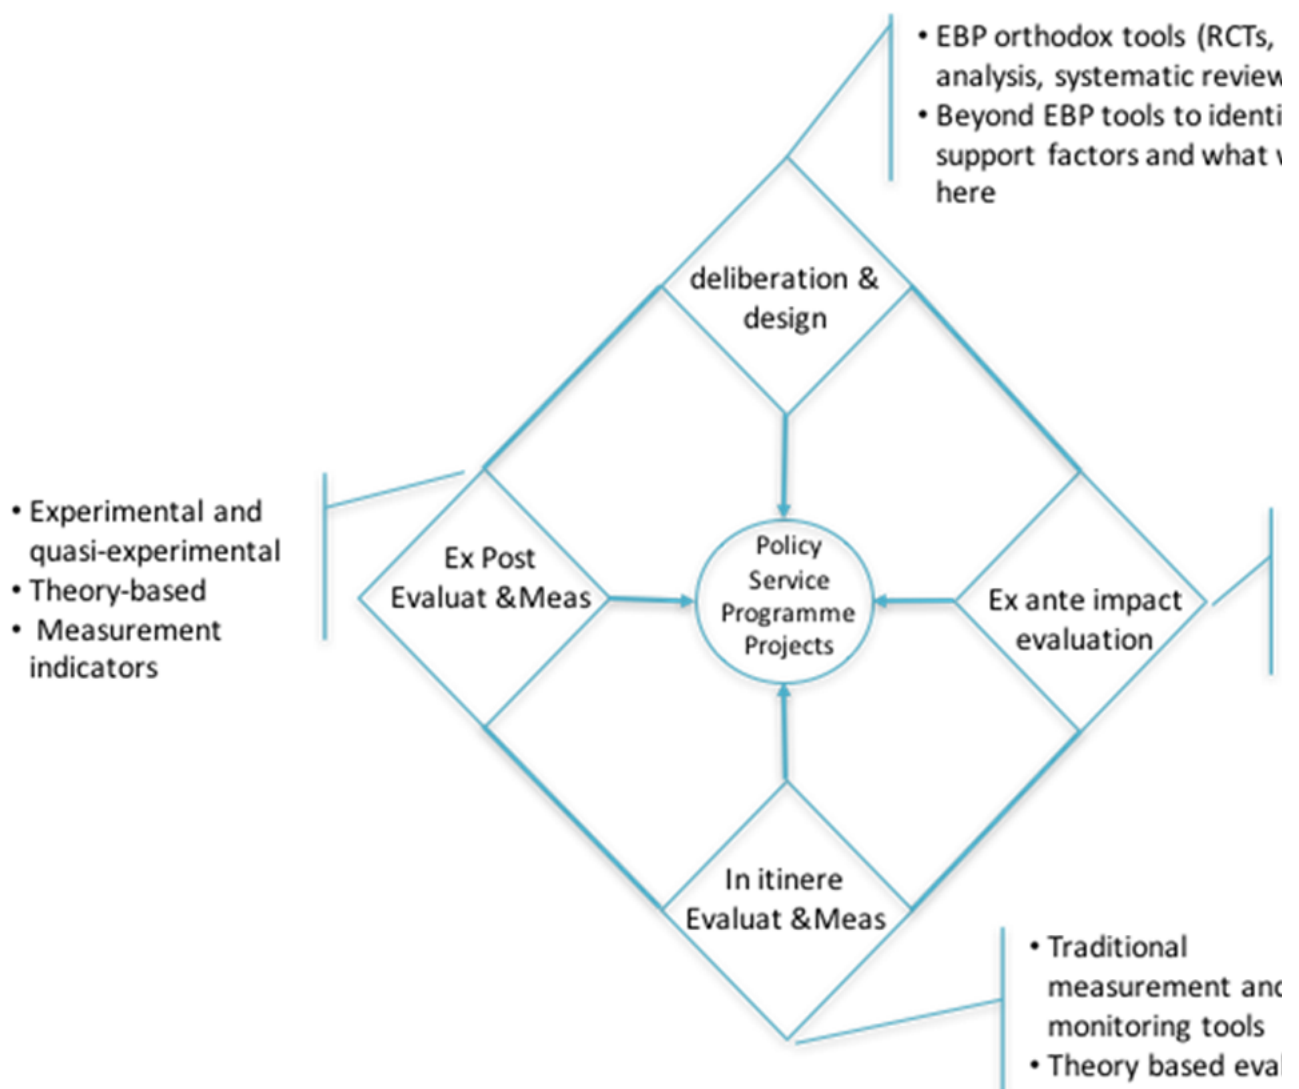 • EBP orthodox tools (RCTs,
analysis, systematic review
• Beyond EBP tools to identi
support factors and what
here
deliberation &
design
• Experimental and
quasi-experimental
• Theory-based
• Measurement
indicators
Ex Post
Evaluat &Meas
Policy
Service
Programme
Projects
Ex ante impact
evaluation
In itinere
Evaluat &Meas
• Traditional
measurement and
monitoring tools
• Theory based eval